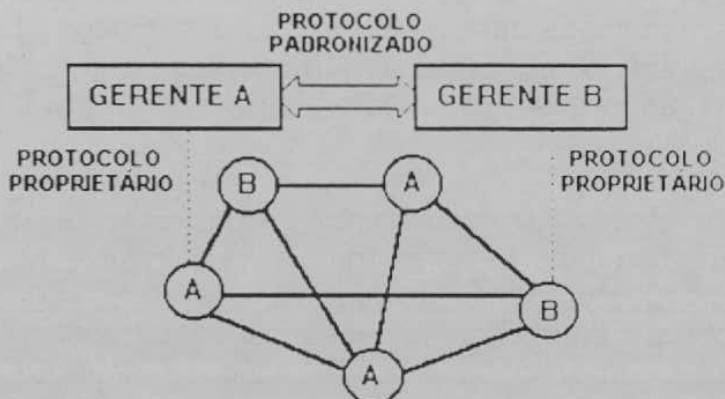 PROTOCOLO
PADRONIZADO
GERENTE A
GERENTE B
PROTOCOLO
PROPRIETÁRIO
PROTOCOLO
PROPRIETÁRIO
B
A
A
B
A